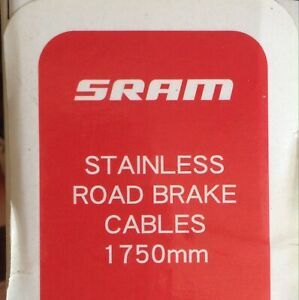 SRAM
STAINLESS
ROAD BRAKE
CABLES
1750mm